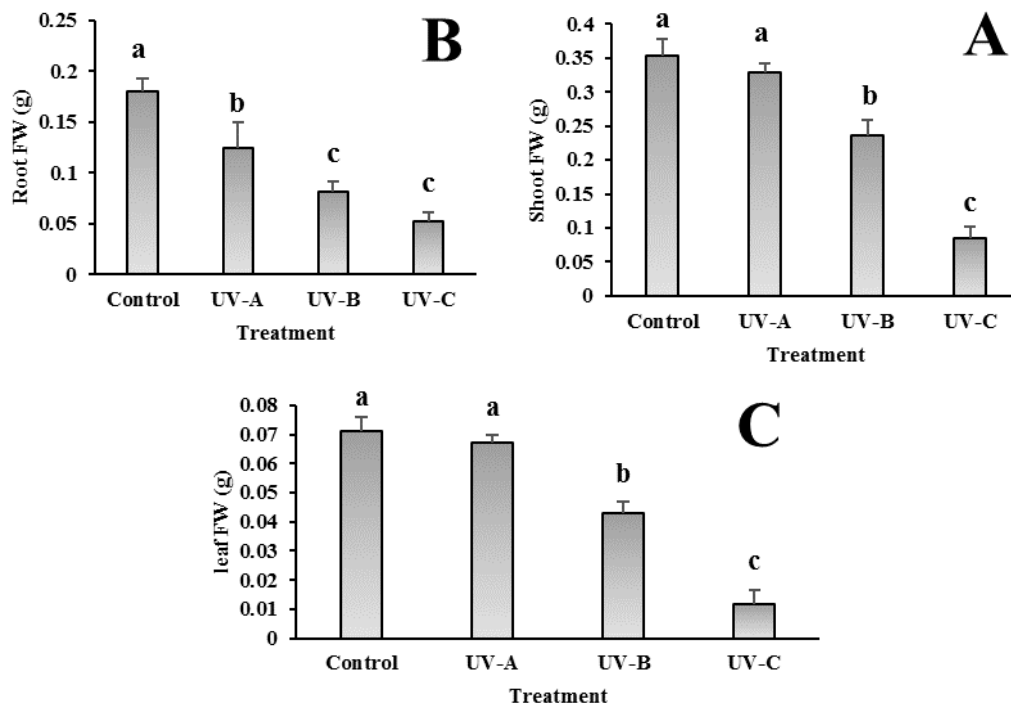 B
Root FW (g)
0.25
0.2
0.15
0.1
0.05
0
a
b
c
c
Control UV-A UV-B UV-C
Treatment
A
Shoot FW (g)
0.4
0.35
0.3
0.25
0.2
0.15
0.1
0.05
0
a
a
b
c
Control UV-A UV-B UV-C
Treatment
C
leaf FW (g)
0.08
0.07
0.06
0.05
0.04
0.03
0.02
0.01
0
a
a
b
c
Control UV-A UV-B UV-C
Treatment